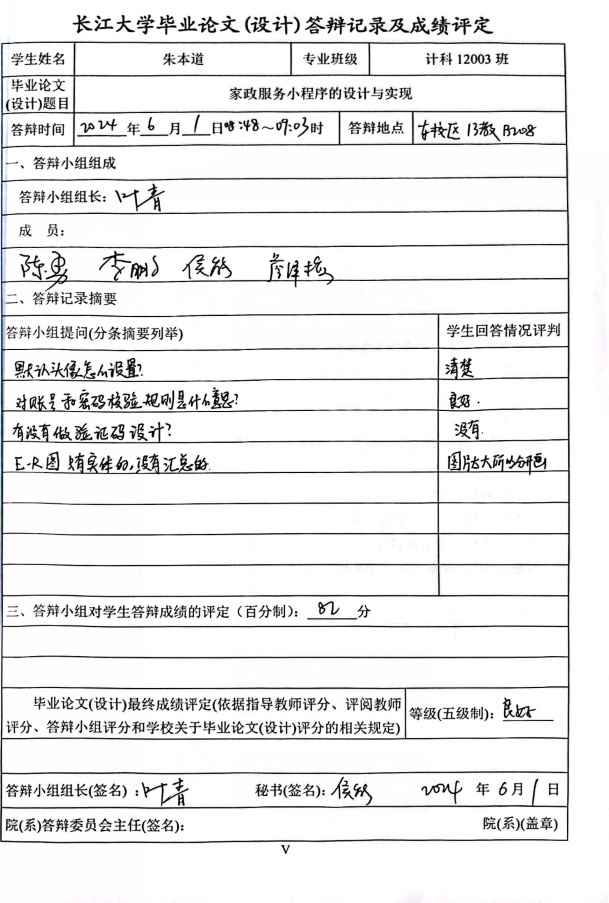 长江大学毕业论文(设计)答辩记录及成绩评定
学生姓名 朱本道 专业班级 计科 12003 班
毕业论文(设计)题目 家政服务小程序的设计与实现
答辩时间 2024 年 6 月 1 日 08:48~09:03 时 答辩地点 东校区 13教 B208
一、答辩小组组成
答辩小组组长: 叶青
成 员:
陈勇 李鹏 侯 詹泽
二、答辩记录摘要
答辩小组提问(分条摘要列举) 学生回答情况评判
默认头像怎么设置? 清楚
对账号和密码校验规则是什么意思? 良好.
有没有做验证码设计? 没有
E-R图 只有实体的,没有汇总的. 图片太大所以分开画
三、答辩小组对学生答辩成绩的评定(百分制): 82 分
毕业论文(设计)最终成绩评定(依据指导教师评分、评阅教师 等级(五级制): 良好
评分、答辩小组评分和学校关于毕业论文(设计)评分的相关规定)
答辩小组组长(签名): 叶青 秘书(签名): 侯 2024 年 6 月 1 日
院(系)答辩委员会主任(签名): 院(系)(盖章)
V